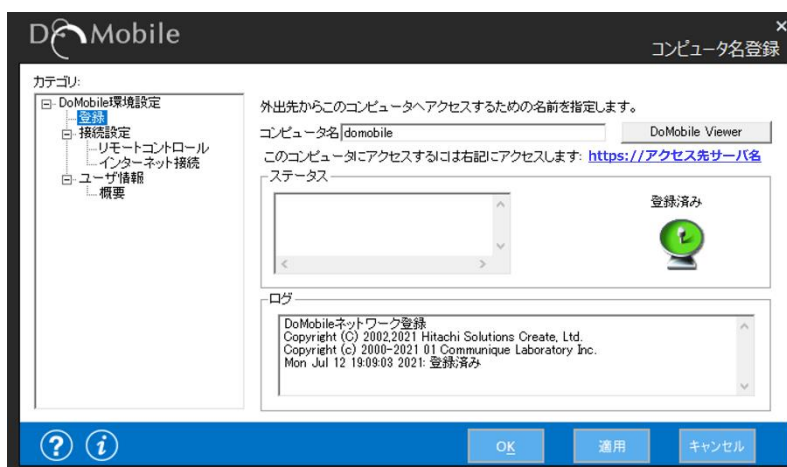 DoMobile
×
コンピュータ名登録
カテゴリ:
DoMobile環境設定
登録
接続設定
リモートコントロール
インターネット接続
ユーザ情報
概要
外出先からこのコンピュータへアクセスするための名前を指定します。
コンピュータ名 domobile DoMobile Viewer
このコンピュータにアクセスするには右記にアクセスします: https://アクセス先サーバ名
ステータス
登録済み
ログ
DoMobileネットワーク登録
Copyright (C) 2002,2021 Hitachi Solutions Create, Ltd.
Copyright (c) 2000-2021 01 Communique Laboratory Inc.
Mon Jul 12 19:09:03 2021: 登録済み
? i OK 適用 キャンセル